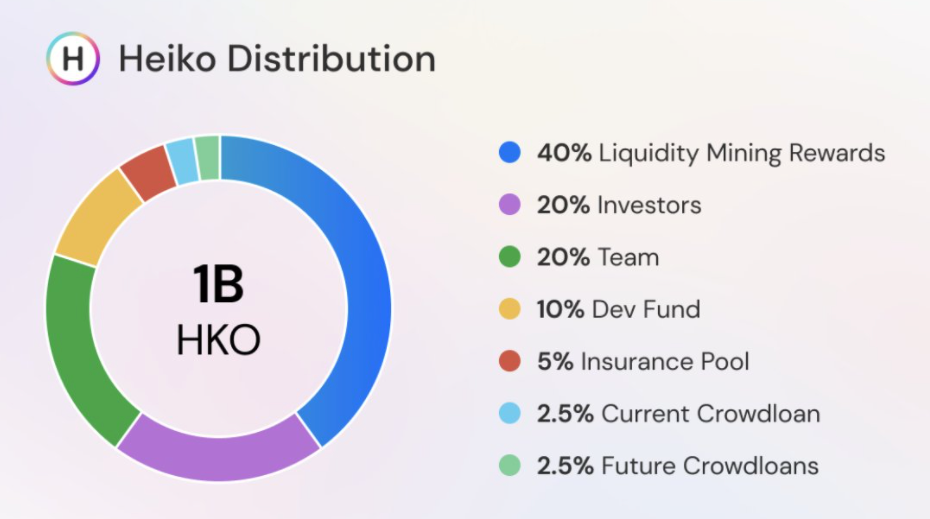 H Heiko Distribution
1B
HKO
40% Liquidity Mining Rewards
20% Investors
20% Team
10% Dev Fund
5% Insurance Pool
2.5% Current Crowdloan
2.5% Future Crowdloans